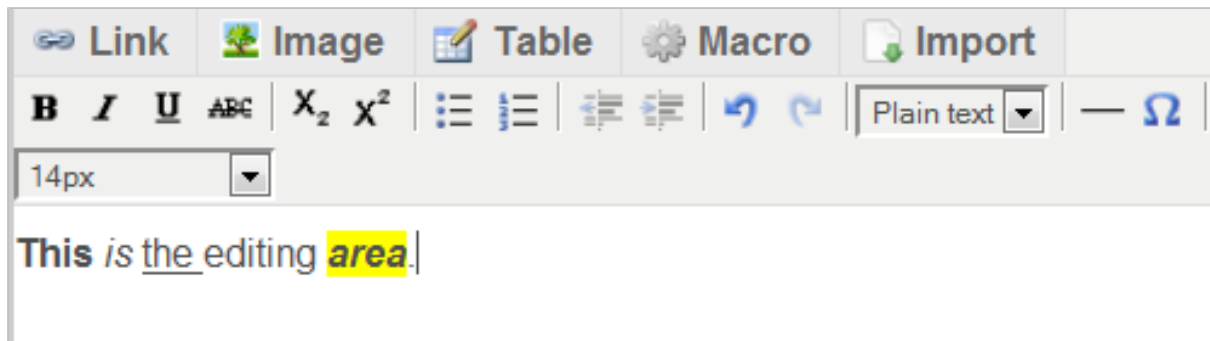 Link Image Table Macro Import
B I U ABC X₂ X² Plain text Ω
14px
This is the editing area.